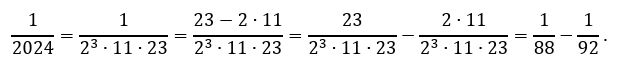 1/2024 = 1/(2³ · 11 · 23) = (23 − 2 · 11)/(2³ · 11 · 23) = 23/(2³ · 11 · 23) − (2 · 11)/(2³ · 11 · 23) = 1/88 − 1/92 .